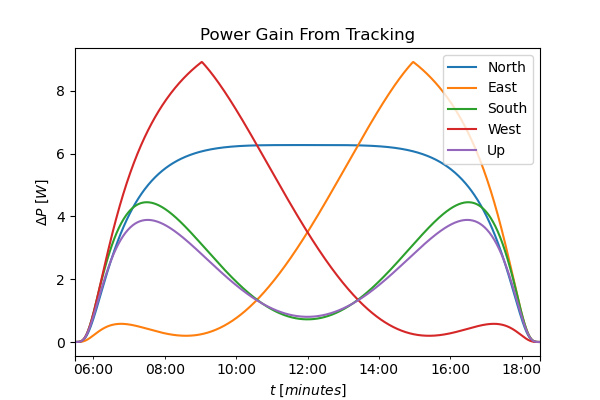 Power Gain From Tracking
ΔP [W]
8
6
4
2
0
North
East
South
West
Up
06:00 08:00 10:00 12:00 14:00 16:00 18:00
t [minutes]